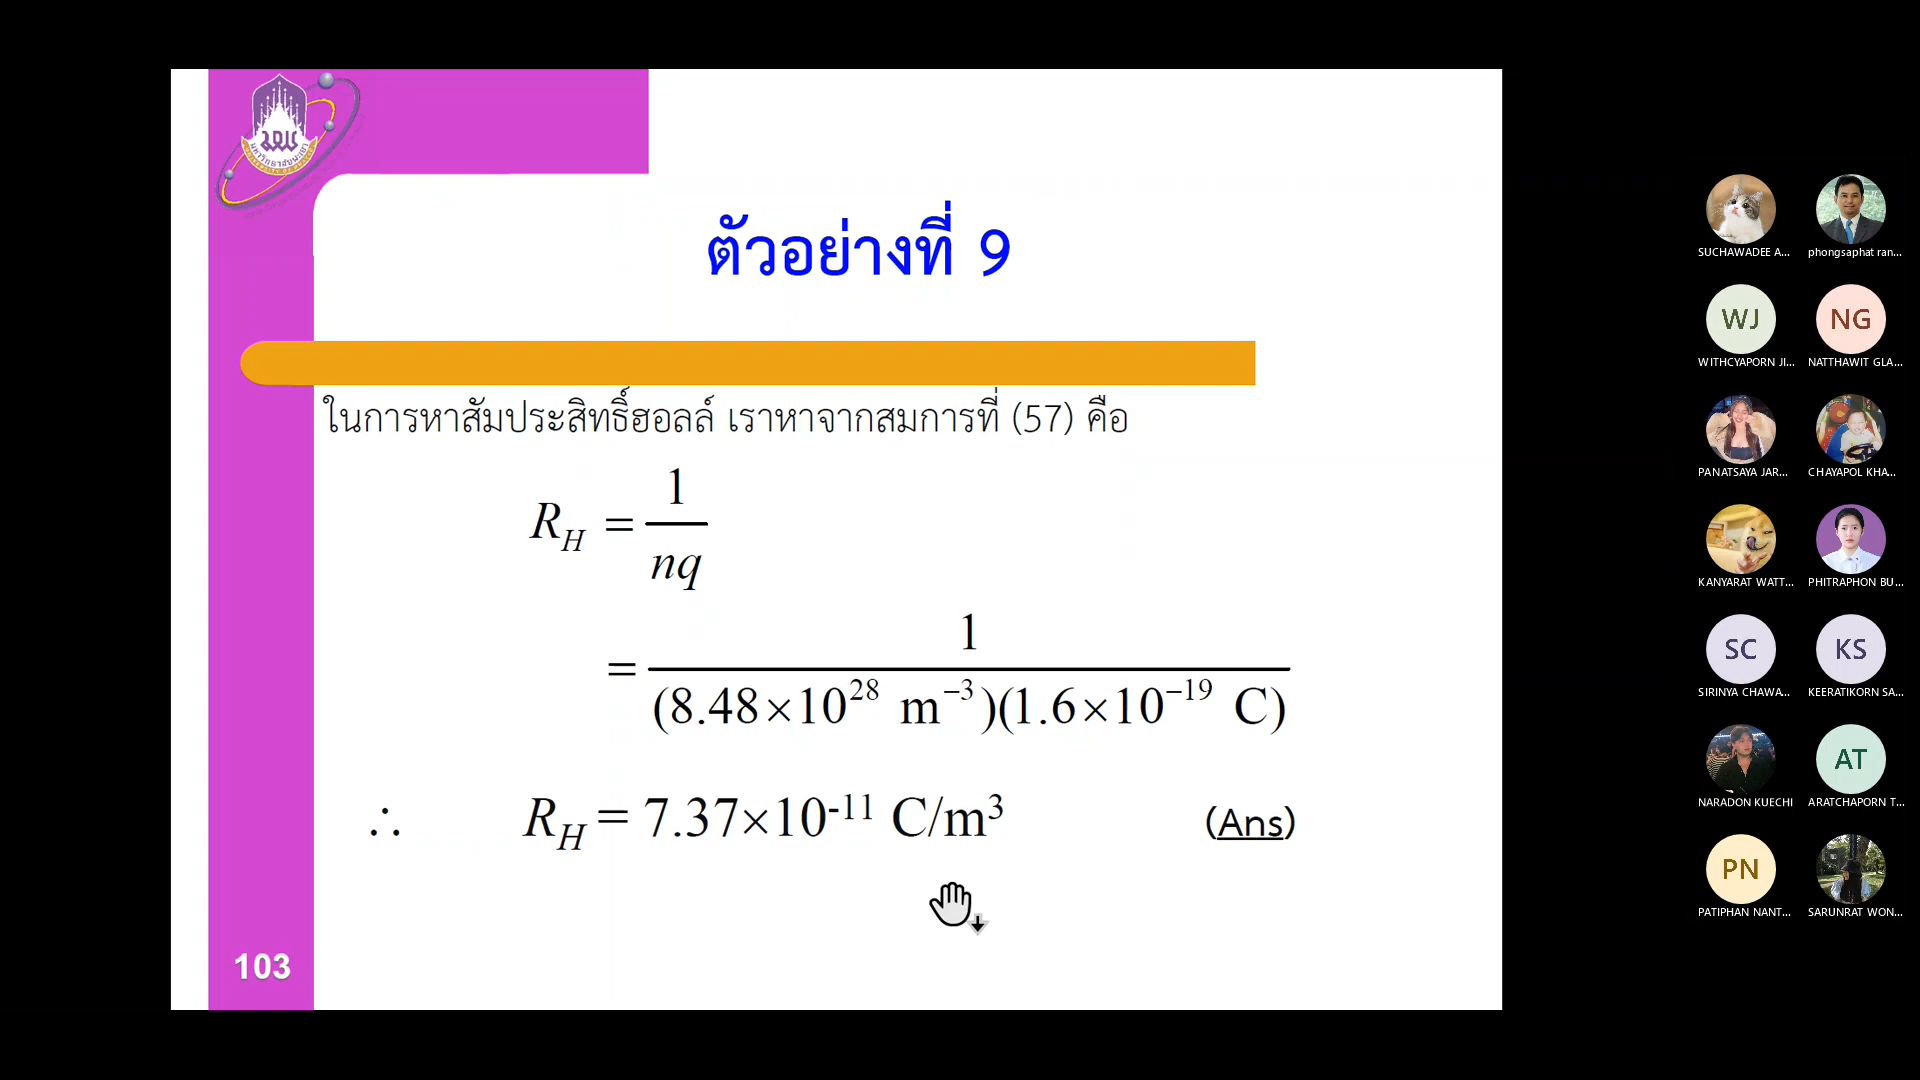 ตัวอย่างที่ 9
ในการหาสัมประสิทธิ์ฮอลล์ เราหาจากสมการที่ (57) คือ
R_H = 1/nq
= 1/((8.48×10^28 m^−3)(1.6×10^−19 C))
∴ R_H = 7.37×10^-11 C/m^3 (Ans)
103
SUCHAWADEE A... phongsaphat ran...
WJ NG
WITHCYAPORN JI... NATTHAWIT GLA...
PANATSAYA JAR... CHAYAPOL KHA...
KANYARAT WATT... PHITRAPHON BU...
SC KS
SIRINYA CHAWA... KEERATIKORN SA...
AT
NARADON KUECHI ARATCHAPORN T...
PN
PATIPHAN NANT... SARUNRAT WON...